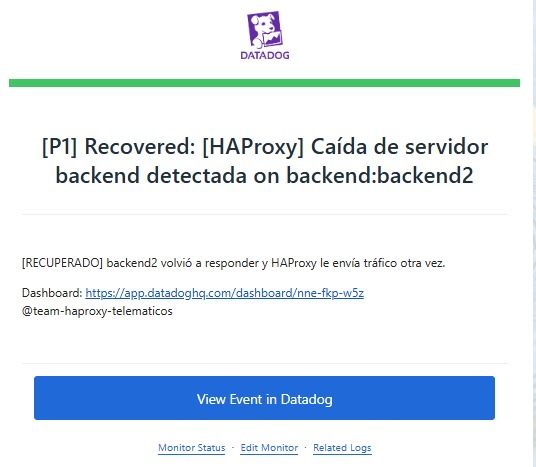 DATADOG
[P1] Recovered: [HAProxy] Caída de servidor
backend detectada on backend:backend2
[RECUPERADO] backend2 volvió a responder y HAProxy le envía tráfico otra vez.
Dashboard: https://app.datadoghq.com/dashboard/nne-fkp-w5z
@team-haproxy-telematicos
View Event in Datadog
Monitor Status · Edit Monitor · Related Logs